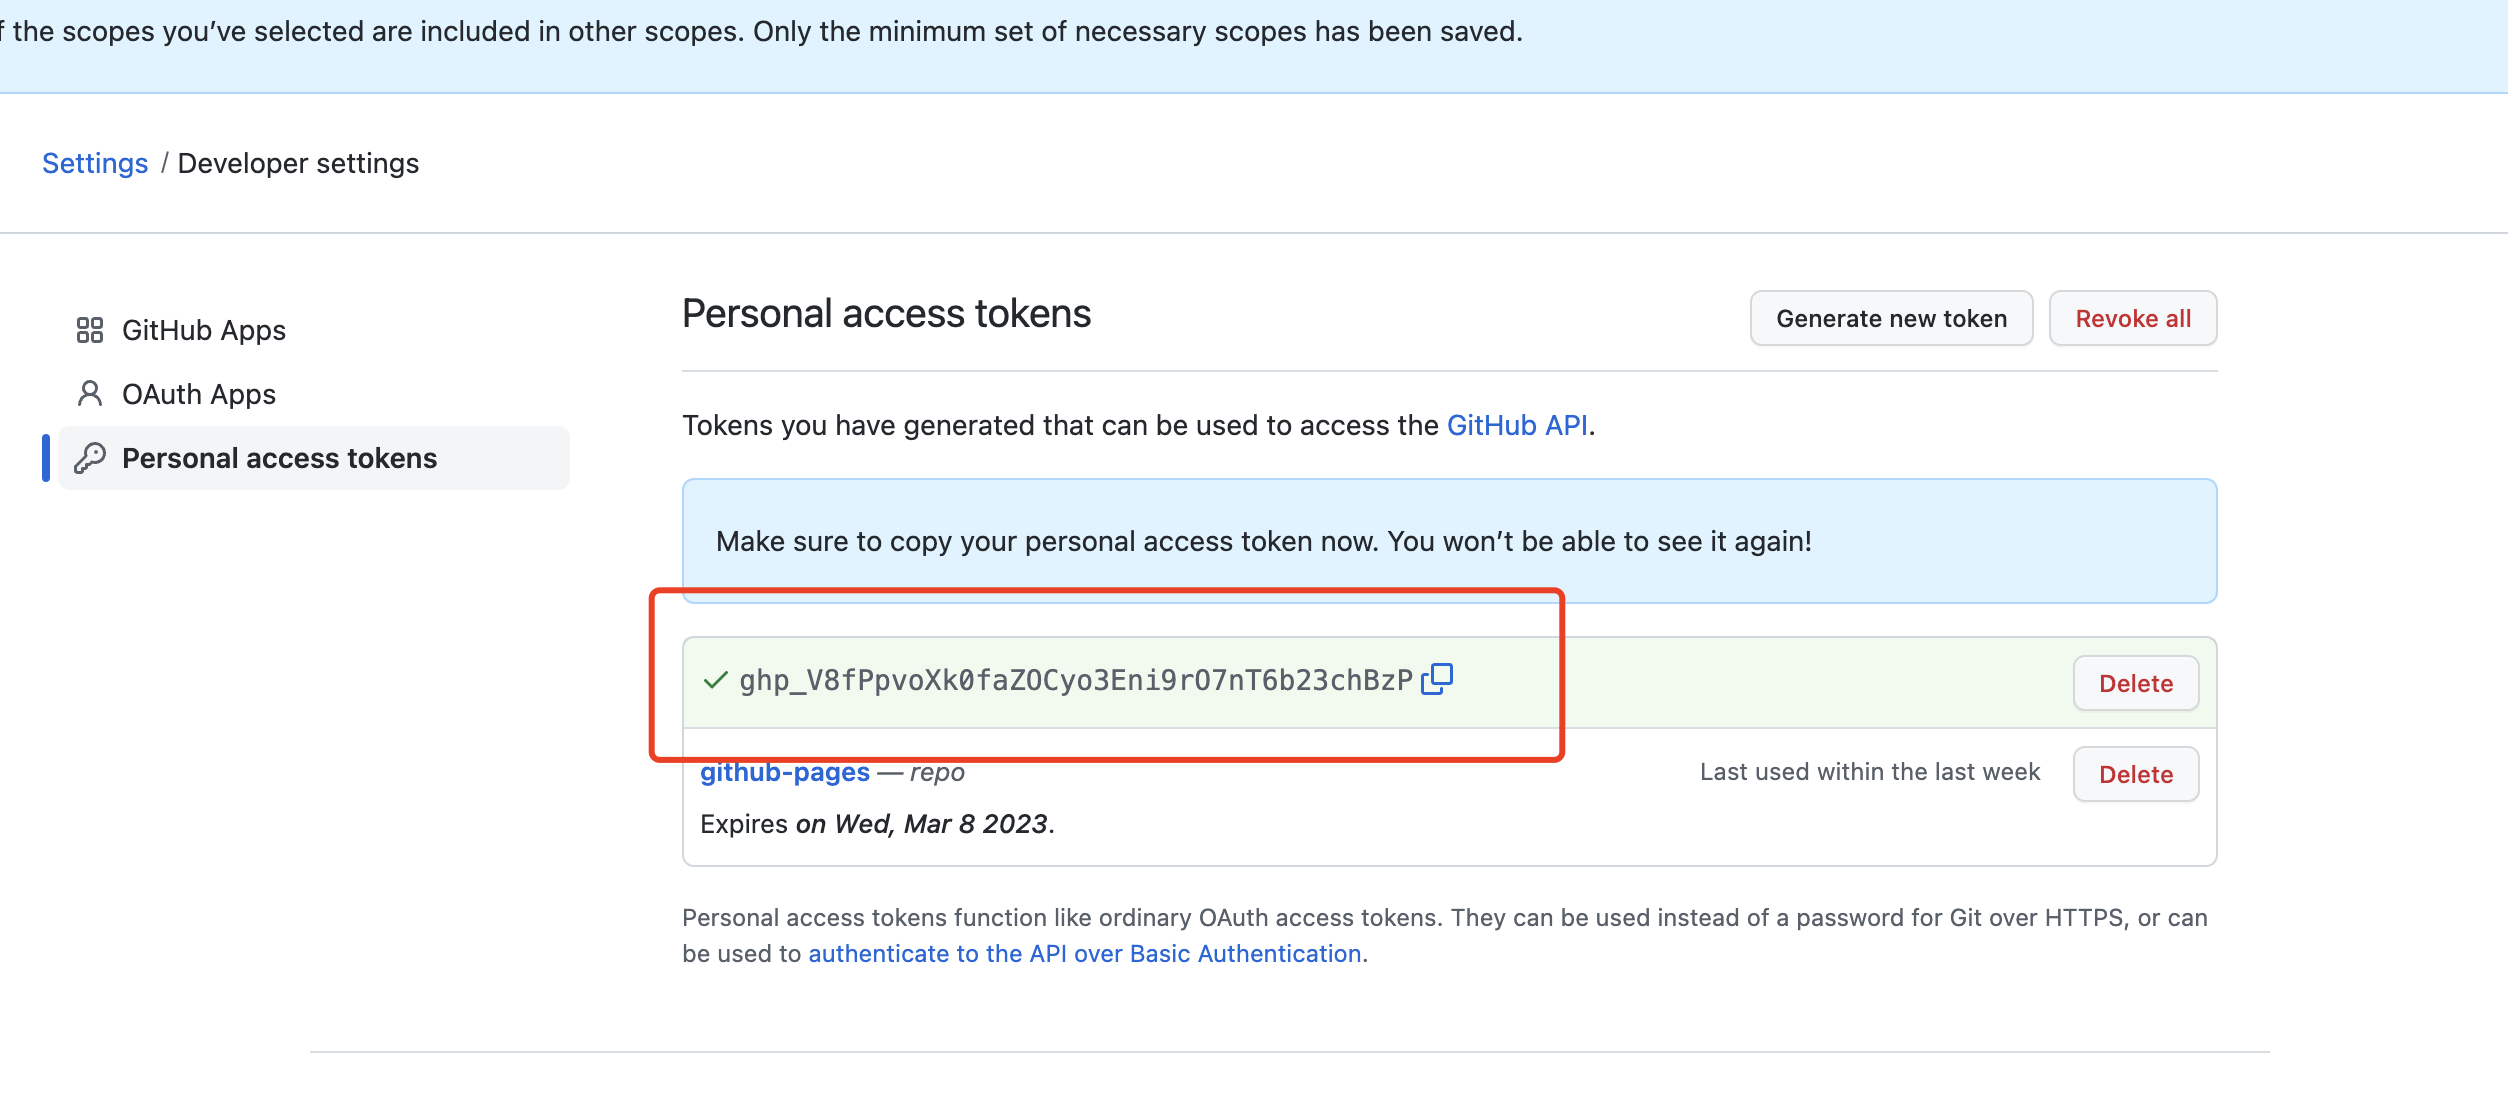 f the scopes you’ve selected are included in other scopes. Only the minimum set of necessary scopes has been saved.
Settings / Developer settings
GitHub Apps
OAuth Apps
Personal access tokens
Personal access tokens
Generate new token
Revoke all
Tokens you have generated that can be used to access the GitHub API.
Make sure to copy your personal access token now. You won’t be able to see it again!
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
Delete
github-pages — repo
Last used within the last week
Delete
Expires on Wed, Mar 8 2023.
Personal access tokens function like ordinary OAuth access tokens. They can be used instead of a password for Git over HTTPS, or can
be used to authenticate to the API over Basic Authentication.